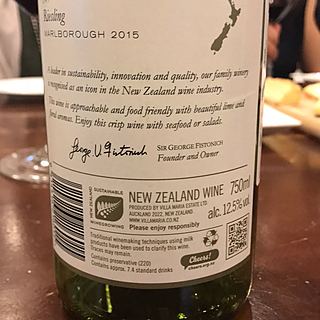 Riesling
MARLBOROUGH 2015
A leader in sustainability, innovation and quality, our family winery
is recognised as an icon in the New Zealand wine industry.
This wine is approachable and food friendly with beautiful lime and
floral aromas. Enjoy this crisp wine with seafood or salads.
SIR GEORGE FISTONICH
Founder and Owner
SUSTAINABLE
WINEGROWING
NEW ZEALAND WINE 750ml
PRODUCED BY VILLA MARIA ESTATE LTD
AUCKLAND 2022, NEW ZEALAND
WWW.VILLAMARIA.CO.NZ
alc. 12.5% vol.
Please enjoy responsibly
Traditional winemaking techniques using milk
products have been used to clarify this wine.
Traces may remain.
Contains preservative (220)
Contains approx. 7.4 standard drinks
Cheers!
cheers.org.nz